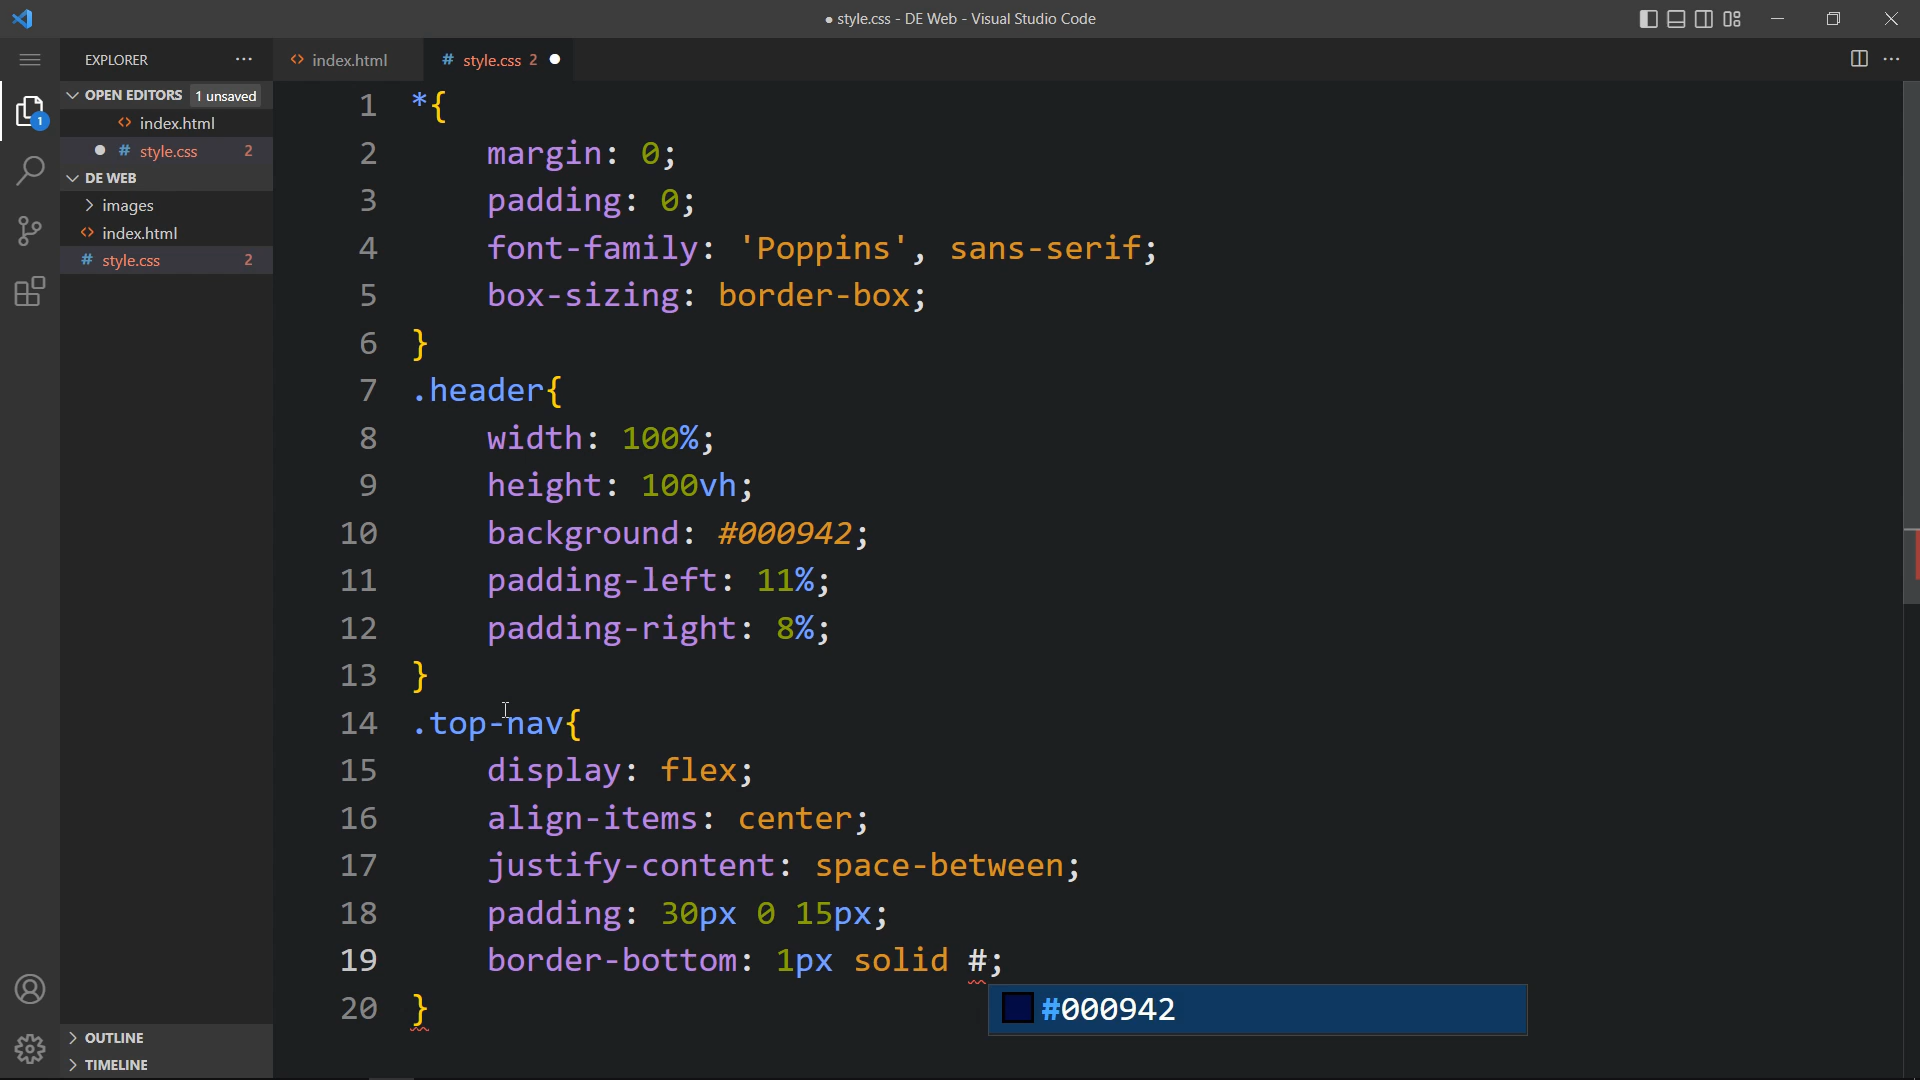 ● style.css - DE Web - Visual Studio Code
EXPLORER
index.html
# style.css 2
OPEN EDITORS 1 unsaved
index.html
# style.css 2
DE WEB
images
index.html
# style.css 2
1
OUTLINE
TIMELINE
1 *{
2 margin: 0;
3 padding: 0;
4 font-family: 'Poppins', sans-serif;
5 box-sizing: border-box;
6 }
7 .header{
8 width: 100%;
9 height: 100vh;
10 background: #000942;
11 padding-left: 11%;
12 padding-right: 8%;
13 }
14 .top-nav{
15 display: flex;
16 align-items: center;
17 justify-content: space-between;
18 padding: 30px 0 15px;
19 border-bottom: 1px solid #;
20 }
#000942